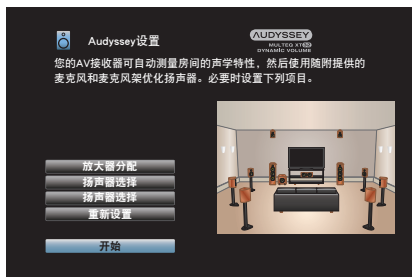 Audyssey设置
AUDYSSEY
MULTEQ XT32
DYNAMIC VOLUME
您的AV接收器可自动测量房间的声学特性，然后使用随附提供的
麦克风和麦克风架优化扬声器。必要时设置下列项目。
放大器分配
扬声器选择
扬声器选择
重新设置
开始